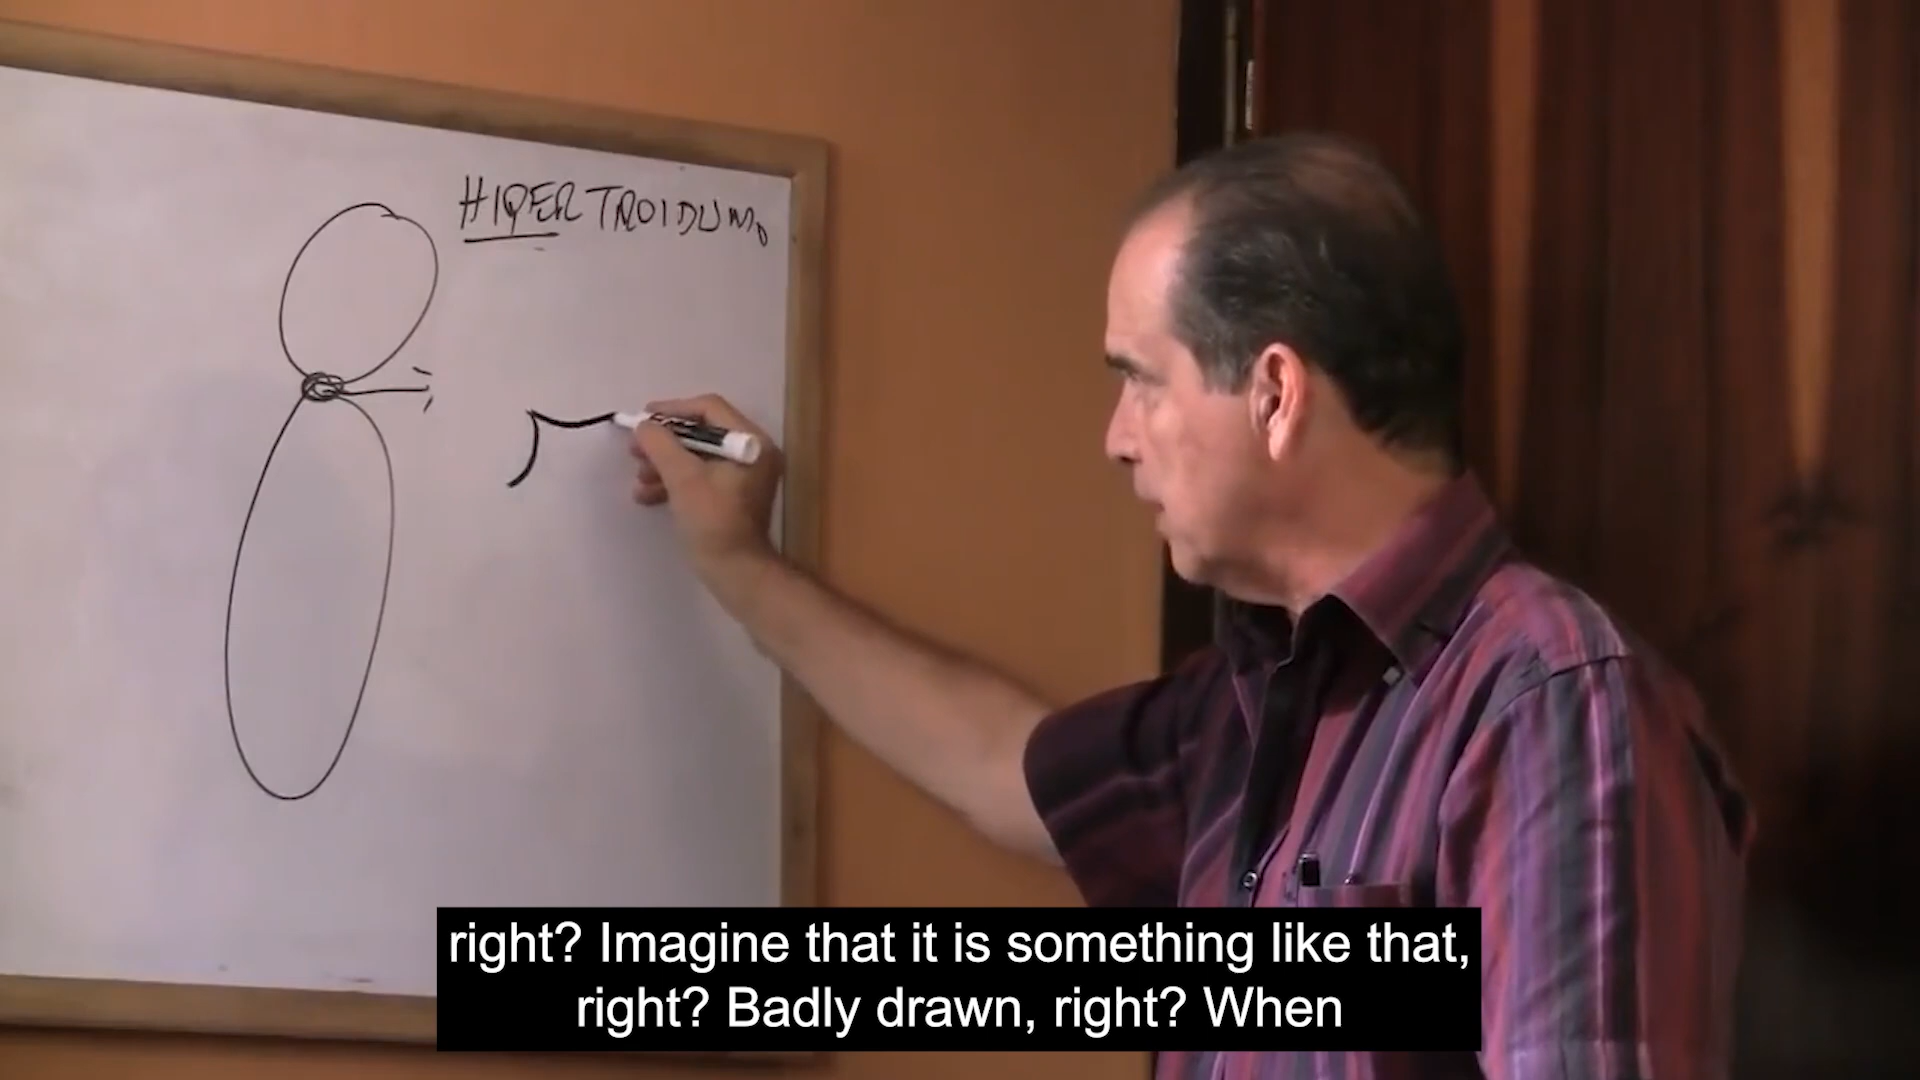 HIPERTROIDUMO
right? Imagine that it is something like that,
right? Badly drawn, right? When